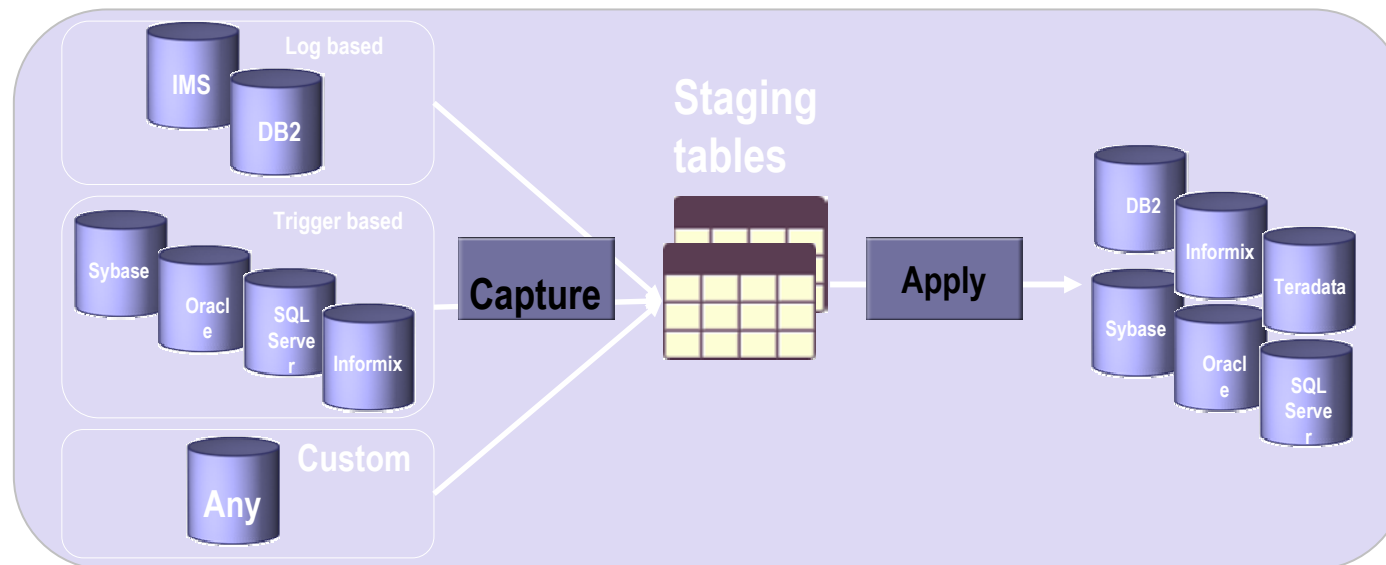 Log based
IMS
DB2
Trigger based
Sybase
Oracl
e
SQL
Serve
r
Informix
Custom
Any
Capture
Staging
tables
Apply
DB2
Informix
Teradata
Sybase
Oracl
e
SQL
Serve
r